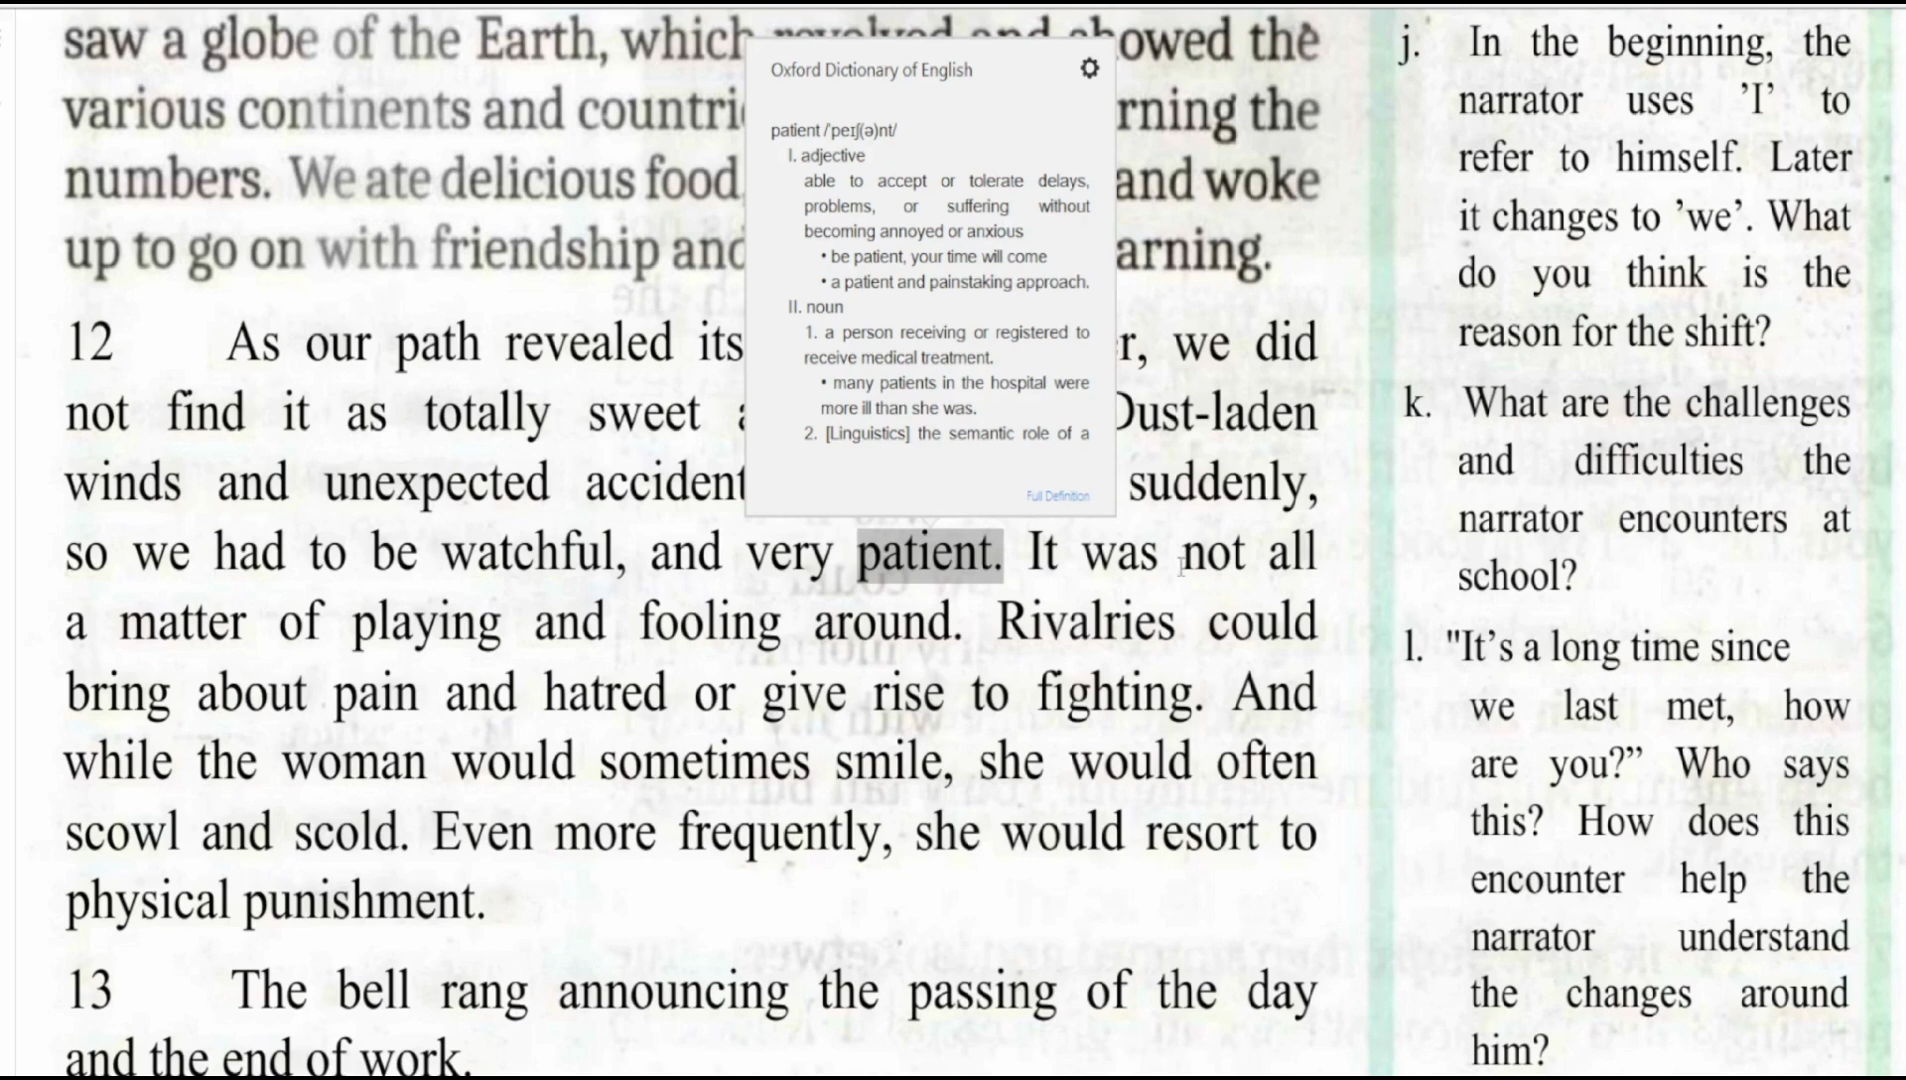 saw a globe of the Earth, which revolved and showed the
various continents and countri
rning the
numbers. We ate delicious food,
and woke
up to go on with friendship and
arning.
12 As our path revealed its
r, we did
not find it as totally sweet a
Dust-laden
winds and unexpected accident
suddenly,
so we had to be watchful, and very patient. It was not all
a matter of playing and fooling around. Rivalries could
bring about pain and hatred or give rise to fighting. And
while the woman would sometimes smile, she would often
scowl and scold. Even more frequently, she would resort to
physical punishment.
13 The bell rang announcing the passing of the day
and the end of work.
Oxford Dictionary of English
patient /ˈpeɪʃ(ə)nt/
I. adjective
able to accept or tolerate delays,
problems, or suffering without
becoming annoyed or anxious
• be patient, your time will come
• a patient and painstaking approach.
II. noun
1. a person receiving or registered to
receive medical treatment.
• many patients in the hospital were
more ill than she was.
2. [Linguistics] the semantic role of a
Full Definition
j. In the beginning, the
narrator uses ’I’ to
refer to himself. Later
it changes to ’we’. What
do you think is the
reason for the shift?
k. What are the challenges
and difficulties the
narrator encounters at
school?
l. "It’s a long time since
we last met, how
are you?” Who says
this? How does this
encounter help the
narrator understand
the changes around
him?